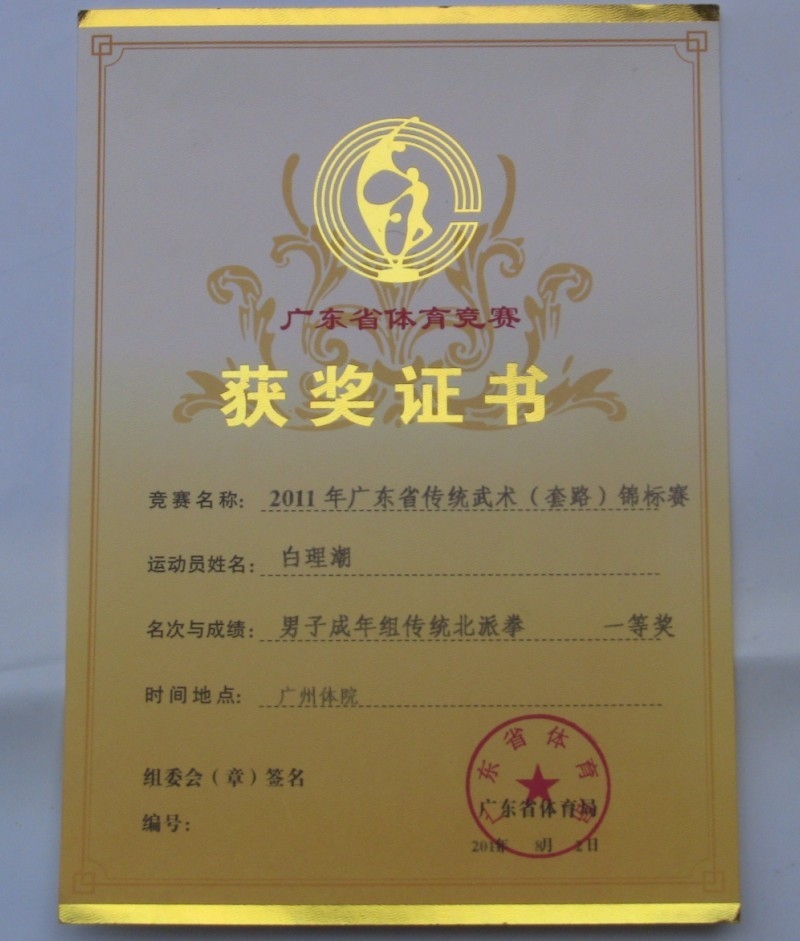 广东省体育竞赛
获奖证书
竞赛名称: 2011 年广东省传统武术（套路）锦标赛
运动员姓名: 白理潮
名次与成绩: 男子成年组传统北派拳 一等奖
时间地点: 广州体院
组委会（章）签名
广东省体育局
广东省体育局
编号:
8月 2日